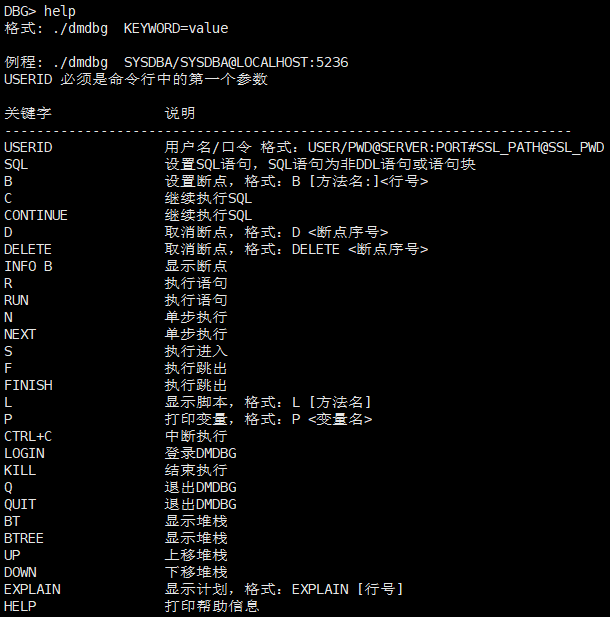 DBG> help
格式: ./dmdbg  KEYWORD=value
例程: ./dmdbg  SYSDBA/SYSDBA@LOCALHOST:5236
USERID 必须是命令行中的第一个参数
关键字              说明
-----------------------------------------------------------------------
USERID              用户名/口令 格式: USER/PWD@SERVER:PORT#SSL_PATH@SSL_PWD
SQL                 设置SQL语句, SQL语句为非DDL语句或语句块
B                   设置断点, 格式: B [方法名:]<行号>
C                   继续执行SQL
CONTINUE            继续执行SQL
D                   取消断点, 格式: D <断点序号>
DELETE              取消断点, 格式: DELETE <断点序号>
INFO B              显示断点
R                   执行语句
RUN                 执行语句
N                   单步执行
NEXT                单步执行
S                   执行进入
F                   执行跳出
FINISH              执行跳出
L                   显示脚本, 格式: L [方法名]
P                   打印变量, 格式: P <变量名>
CTRL+C              中断执行
LOGIN               登录DMDBG
KILL                结束执行
Q                   退出DMDBG
QUIT                退出DMDBG
BT                  显示堆栈
BTREE               显示堆栈
UP                  上移堆栈
DOWN                下移堆栈
EXPLAIN             显示计划, 格式: EXPLAIN [行号]
HELP                打印帮助信息